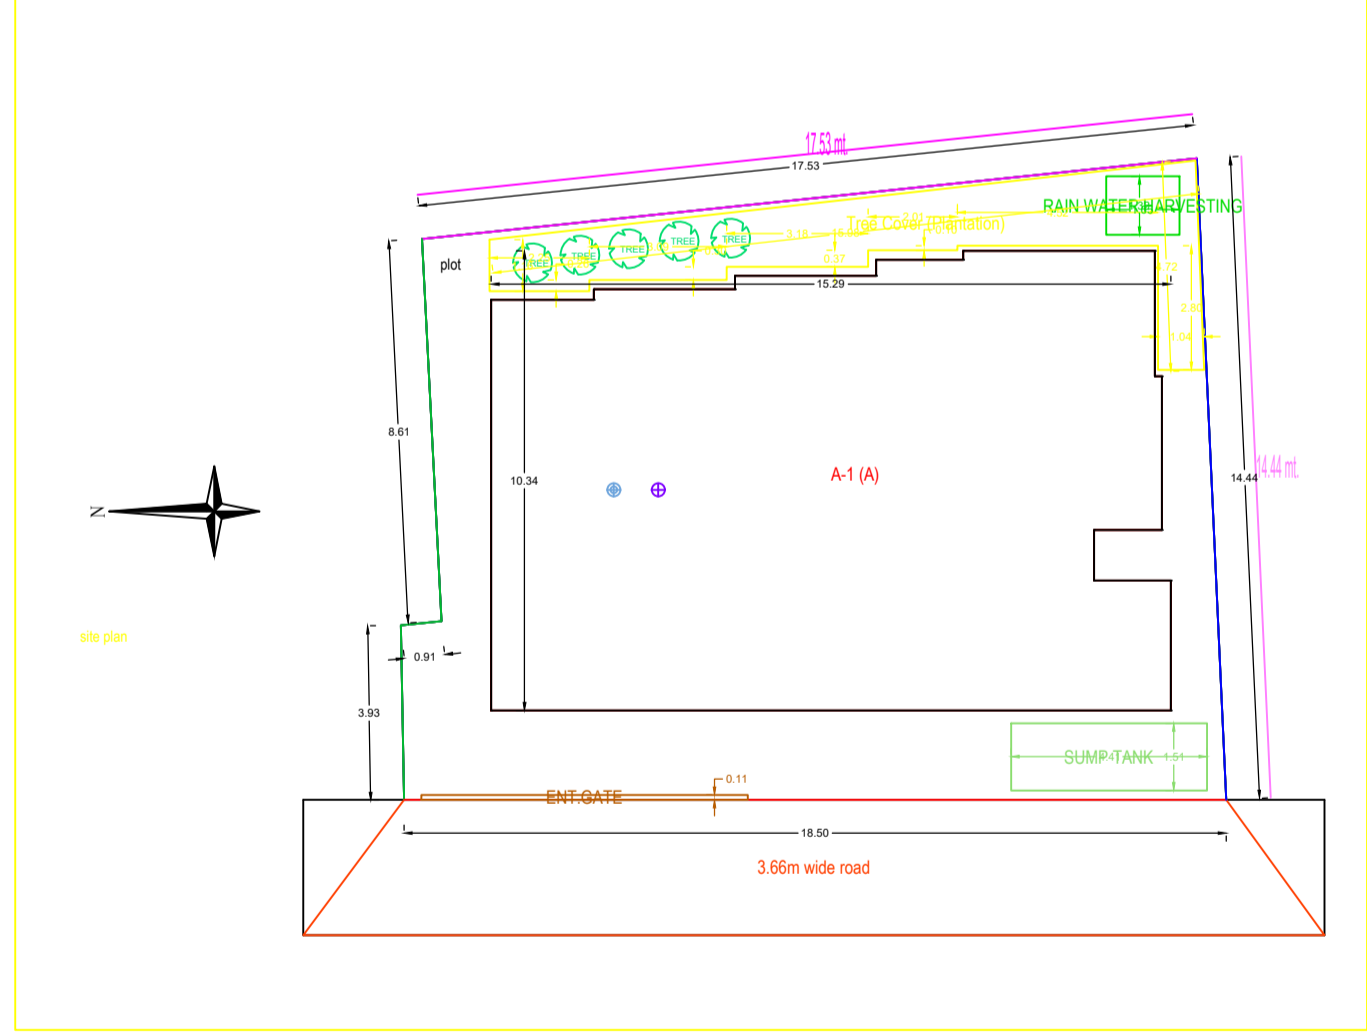 17.53 mt.
17.53
RAIN WATER HARVESTING
Tree Cover (Plantation)
2.01
3.18
TREE
TREE
TREE
TREE
TREE
plot
0.37
15.29
1.04
8.61
A-1 (A)
14.44 mt.
14.44
10.34
N
site plan
0.91
3.93
SUMP TANK
1.51
0.11
ENT.GATE
18.50
3.66m wide road